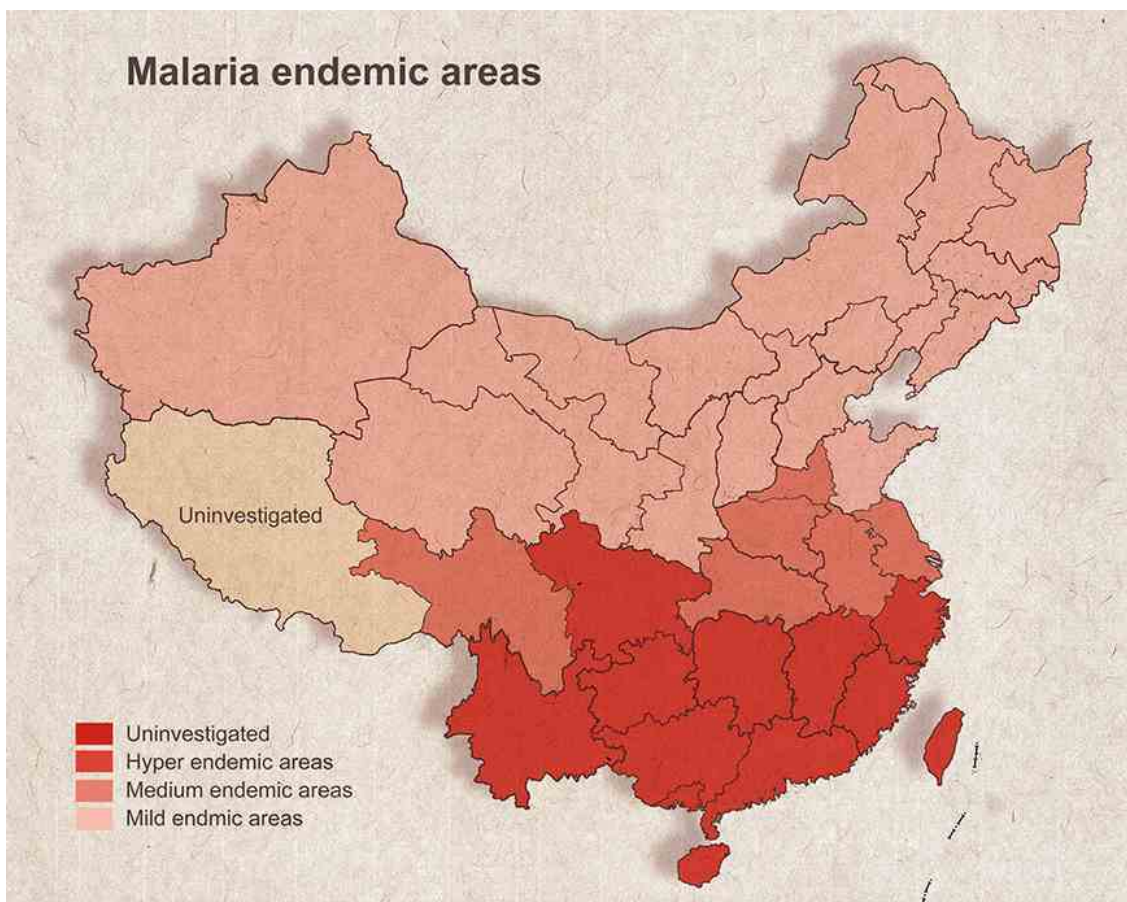 Malaria endemic areas
Uninvestigated
Uninvestigated
Hyper endemic areas
Medium endemic areas
Mild endmic areas